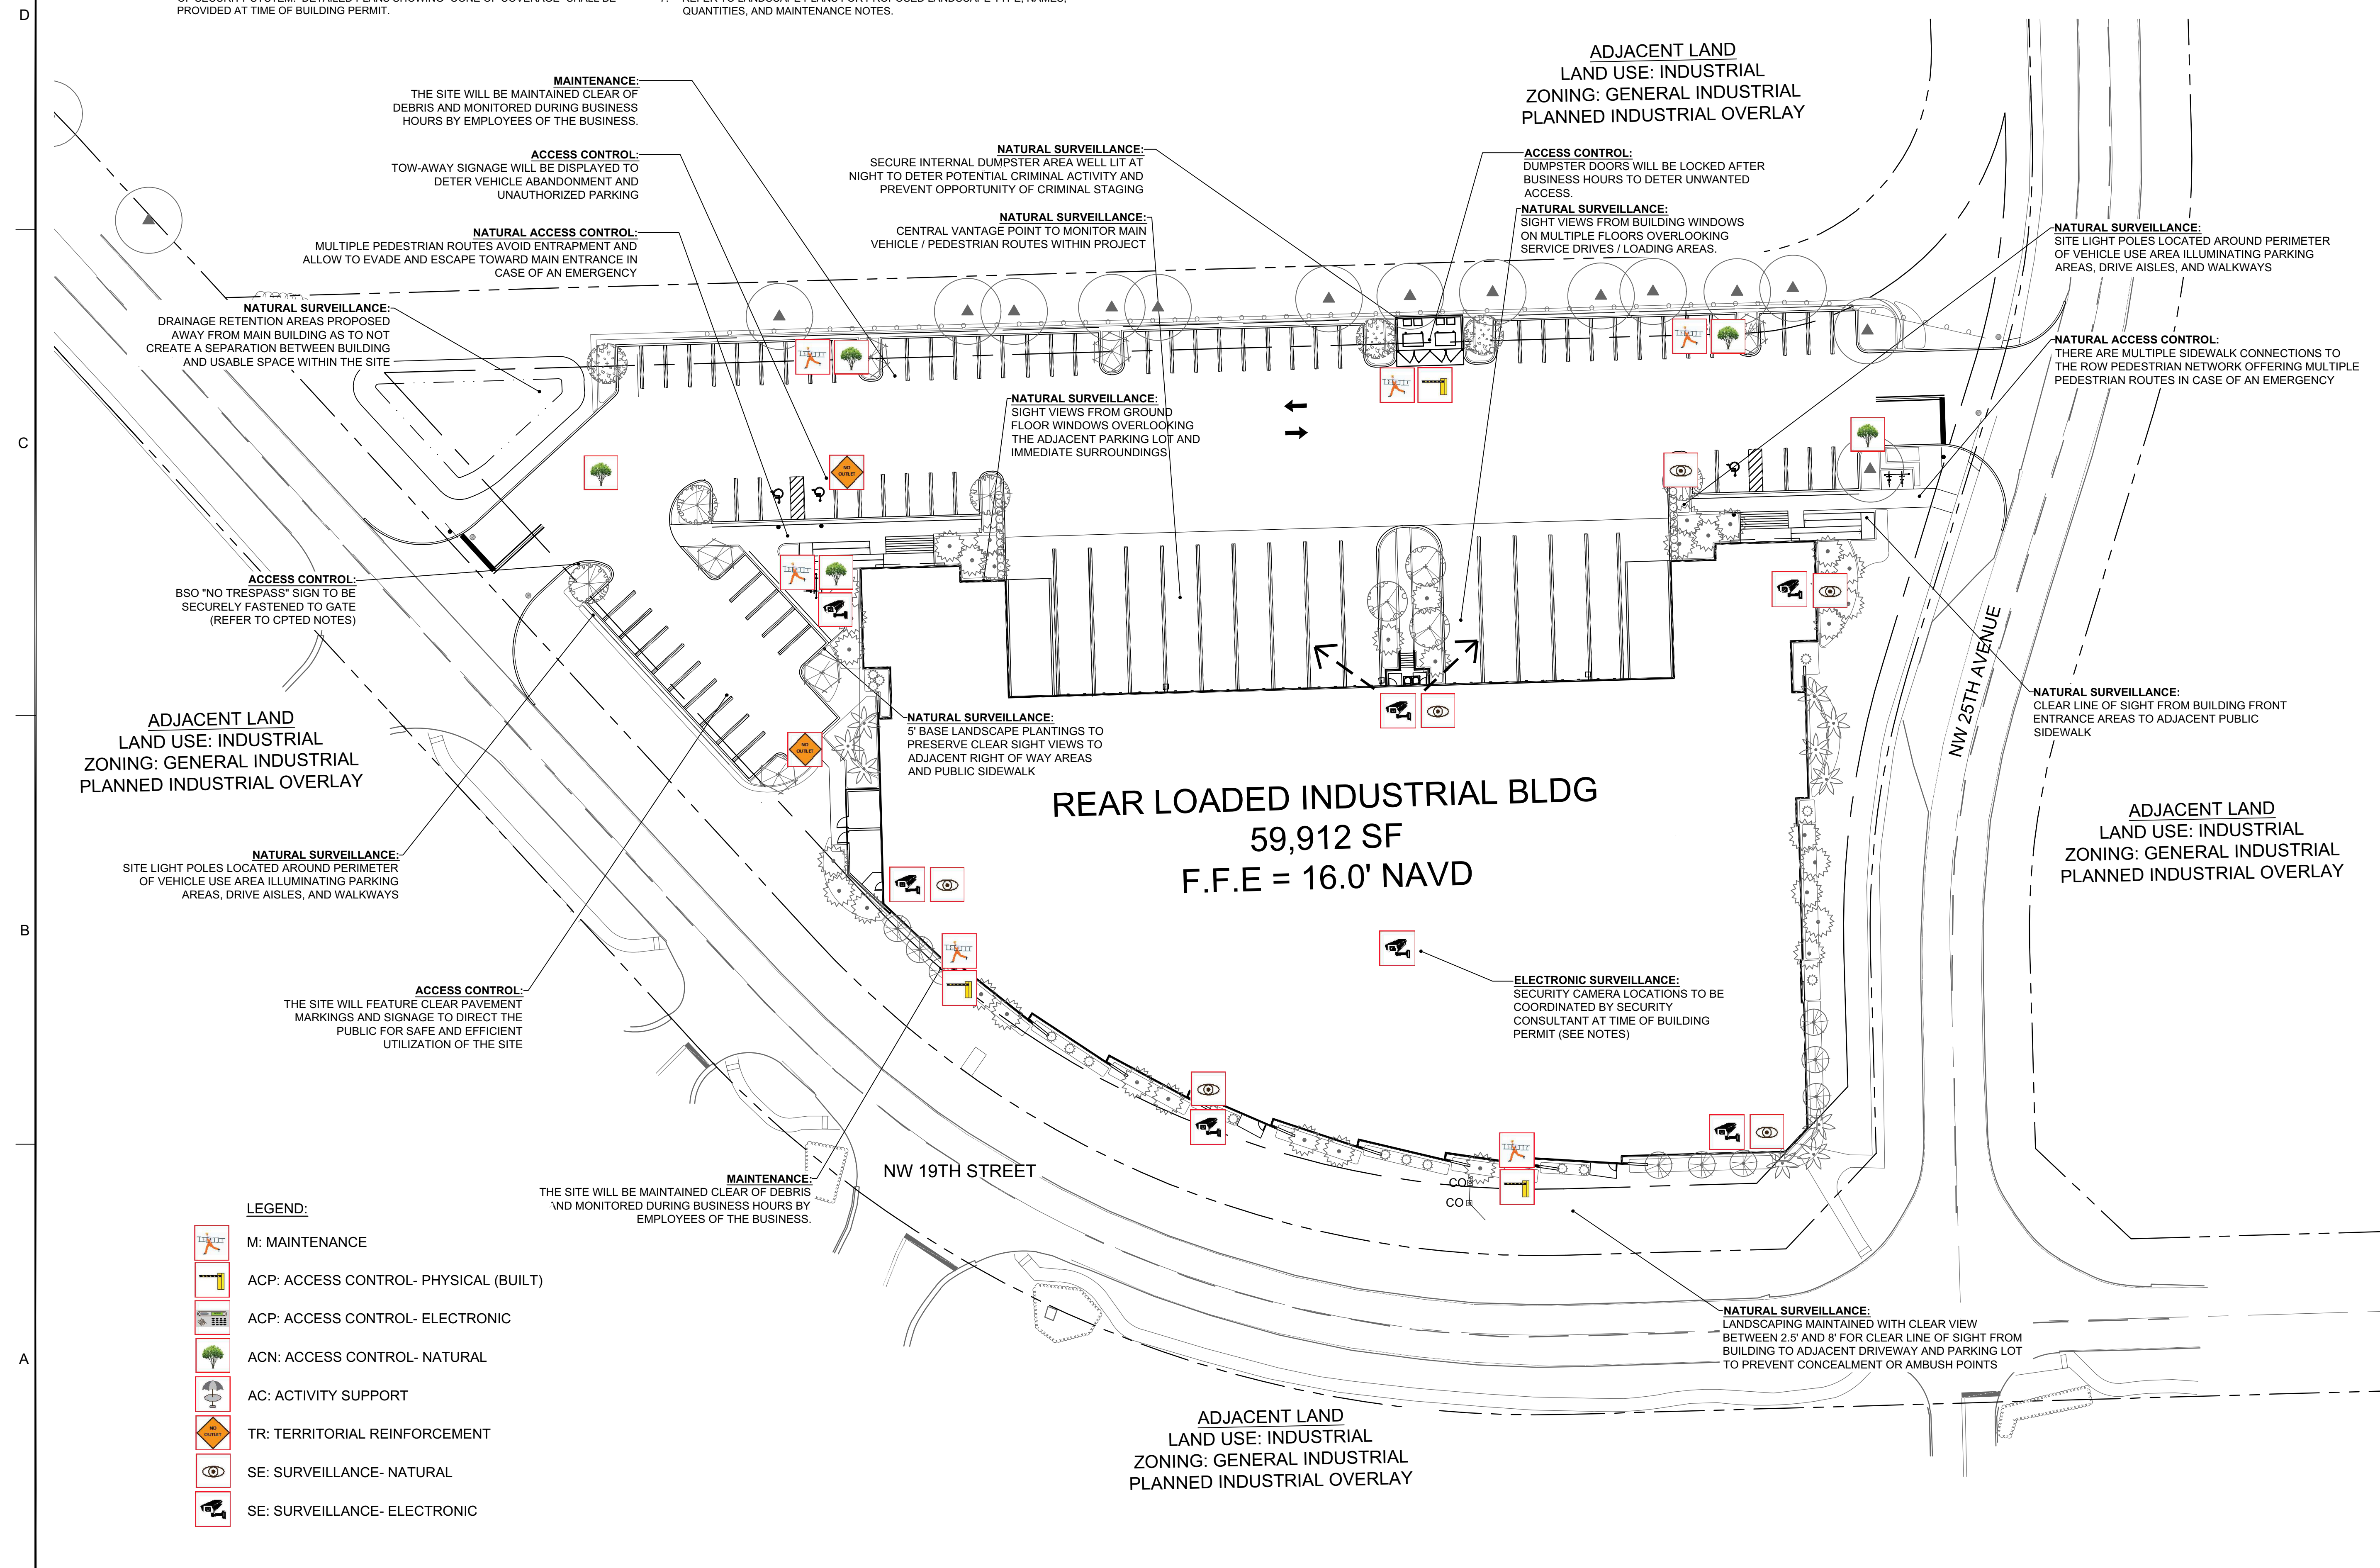 PROVIDED AT TIME OF BUILDING PERMIT.
QUANTITIES, AND MAINTENANCE NOTES.
D
C
B
A
ADJACENT LAND
LAND USE: INDUSTRIAL
ZONING: GENERAL INDUSTRIAL
PLANNED INDUSTRIAL OVERLAY
MAINTENANCE:
THE SITE WILL BE MAINTAINED CLEAR OF
DEBRIS AND MONITORED DURING BUSINESS
HOURS BY EMPLOYEES OF THE BUSINESS.
ACCESS CONTROL:
TOW-AWAY SIGNAGE WILL BE DISPLAYED TO
DETER VEHICLE ABANDONMENT AND
UNAUTHORIZED PARKING
NATURAL ACCESS CONTROL:
MULTIPLE PEDESTRIAN ROUTES AVOID ENTRAPMENT AND
ALLOW TO EVADE AND ESCAPE TOWARD MAIN ENTRANCE IN
CASE OF AN EMERGENCY
NATURAL SURVEILLANCE:
DRAINAGE RETENTION AREAS PROPOSED
AWAY FROM MAIN BUILDING AS TO NOT
CREATE A SEPARATION BETWEEN BUILDING
AND USABLE SPACE WITHIN THE SITE
NATURAL SURVEILLANCE:
SECURE INTERNAL DUMPSTER AREA WELL LIT AT
NIGHT TO DETER POTENTIAL CRIMINAL ACTIVITY AND
PREVENT OPPORTUNITY OF CRIMINAL STAGING
NATURAL SURVEILLANCE:
CENTRAL VANTAGE POINT TO MONITOR MAIN
VEHICLE / PEDESTRIAN ROUTES WITHIN PROJECT
ACCESS CONTROL:
DUMPSTER DOORS WILL BE LOCKED AFTER
BUSINESS HOURS TO DETER UNWANTED
ACCESS.
NATURAL SURVEILLANCE:
SIGHT VIEWS FROM BUILDING WINDOWS
ON MULTIPLE FLOORS OVERLOOKING
SERVICE DRIVES / LOADING AREAS.
NATURAL SURVEILLANCE:
SITE LIGHT POLES LOCATED AROUND PERIMETER
OF VEHICLE USE AREA ILLUMINATING PARKING
AREAS, DRIVE AISLES, AND WALKWAYS
NATURAL ACCESS CONTROL:
THERE ARE MULTIPLE SIDEWALK CONNECTIONS TO
THE ROW PEDESTRIAN NETWORK OFFERING MULTIPLE
PEDESTRIAN ROUTES IN CASE OF AN EMERGENCY
NATURAL SURVEILLANCE:
SIGHT VIEWS FROM GROUND
FLOOR WINDOWS OVERLOOKING
THE ADJACENT PARKING LOT AND
IMMEDIATE SURROUNDINGS
NO
OUTLET
ACCESS CONTROL:
BSO "NO TRESPASS" SIGN TO BE
SECURELY FASTENED TO GATE
(REFER TO CPTED NOTES)
NW 25TH AVENUE
NATURAL SURVEILLANCE:
CLEAR LINE OF SIGHT FROM BUILDING FRONT
ENTRANCE AREAS TO ADJACENT PUBLIC
SIDEWALK
ADJACENT LAND
LAND USE: INDUSTRIAL
ZONING: GENERAL INDUSTRIAL
PLANNED INDUSTRIAL OVERLAY
NATURAL SURVEILLANCE:
5' BASE LANDSCAPE PLANTINGS TO
PRESERVE CLEAR SIGHT VIEWS TO
ADJACENT RIGHT OF WAY AREAS
AND PUBLIC SIDEWALK
NO
OUTLET
REAR LOADED INDUSTRIAL BLDG
59,912 SF
F.F.E = 16.0' NAVD
ADJACENT LAND
LAND USE: INDUSTRIAL
ZONING: GENERAL INDUSTRIAL
PLANNED INDUSTRIAL OVERLAY
NATURAL SURVEILLANCE:
SITE LIGHT POLES LOCATED AROUND PERIMETER
OF VEHICLE USE AREA ILLUMINATING PARKING
AREAS, DRIVE AISLES, AND WALKWAYS
ACCESS CONTROL:
THE SITE WILL FEATURE CLEAR PAVEMENT
MARKINGS AND SIGNAGE TO DIRECT THE
PUBLIC FOR SAFE AND EFFICIENT
UTILIZATION OF THE SITE
ELECTRONIC SURVEILLANCE:
SECURITY CAMERA LOCATIONS TO BE
COORDINATED BY SECURITY
CONSULTANT AT TIME OF BUILDING
PERMIT (SEE NOTES)
MAINTENANCE:
THE SITE WILL BE MAINTAINED CLEAR OF DEBRIS
AND MONITORED DURING BUSINESS HOURS BY
EMPLOYEES OF THE BUSINESS.
NW 19TH STREET
CO
CO
NATURAL SURVEILLANCE:
LANDSCAPING MAINTAINED WITH CLEAR VIEW
BETWEEN 2.5' AND 8' FOR CLEAR LINE OF SIGHT FROM
BUILDING TO ADJACENT DRIVEWAY AND PARKING LOT
TO PREVENT CONCEALMENT OR AMBUSH POINTS
ADJACENT LAND
LAND USE: INDUSTRIAL
ZONING: GENERAL INDUSTRIAL
PLANNED INDUSTRIAL OVERLAY
LEGEND:
M: MAINTENANCE
ACP: ACCESS CONTROL- PHYSICAL (BUILT)
ACP: ACCESS CONTROL- ELECTRONIC
ACN: ACCESS CONTROL- NATURAL
AC: ACTIVITY SUPPORT
NO
OUTLET
TR: TERRITORIAL REINFORCEMENT
SE: SURVEILLANCE- NATURAL
SE: SURVEILLANCE- ELECTRONIC